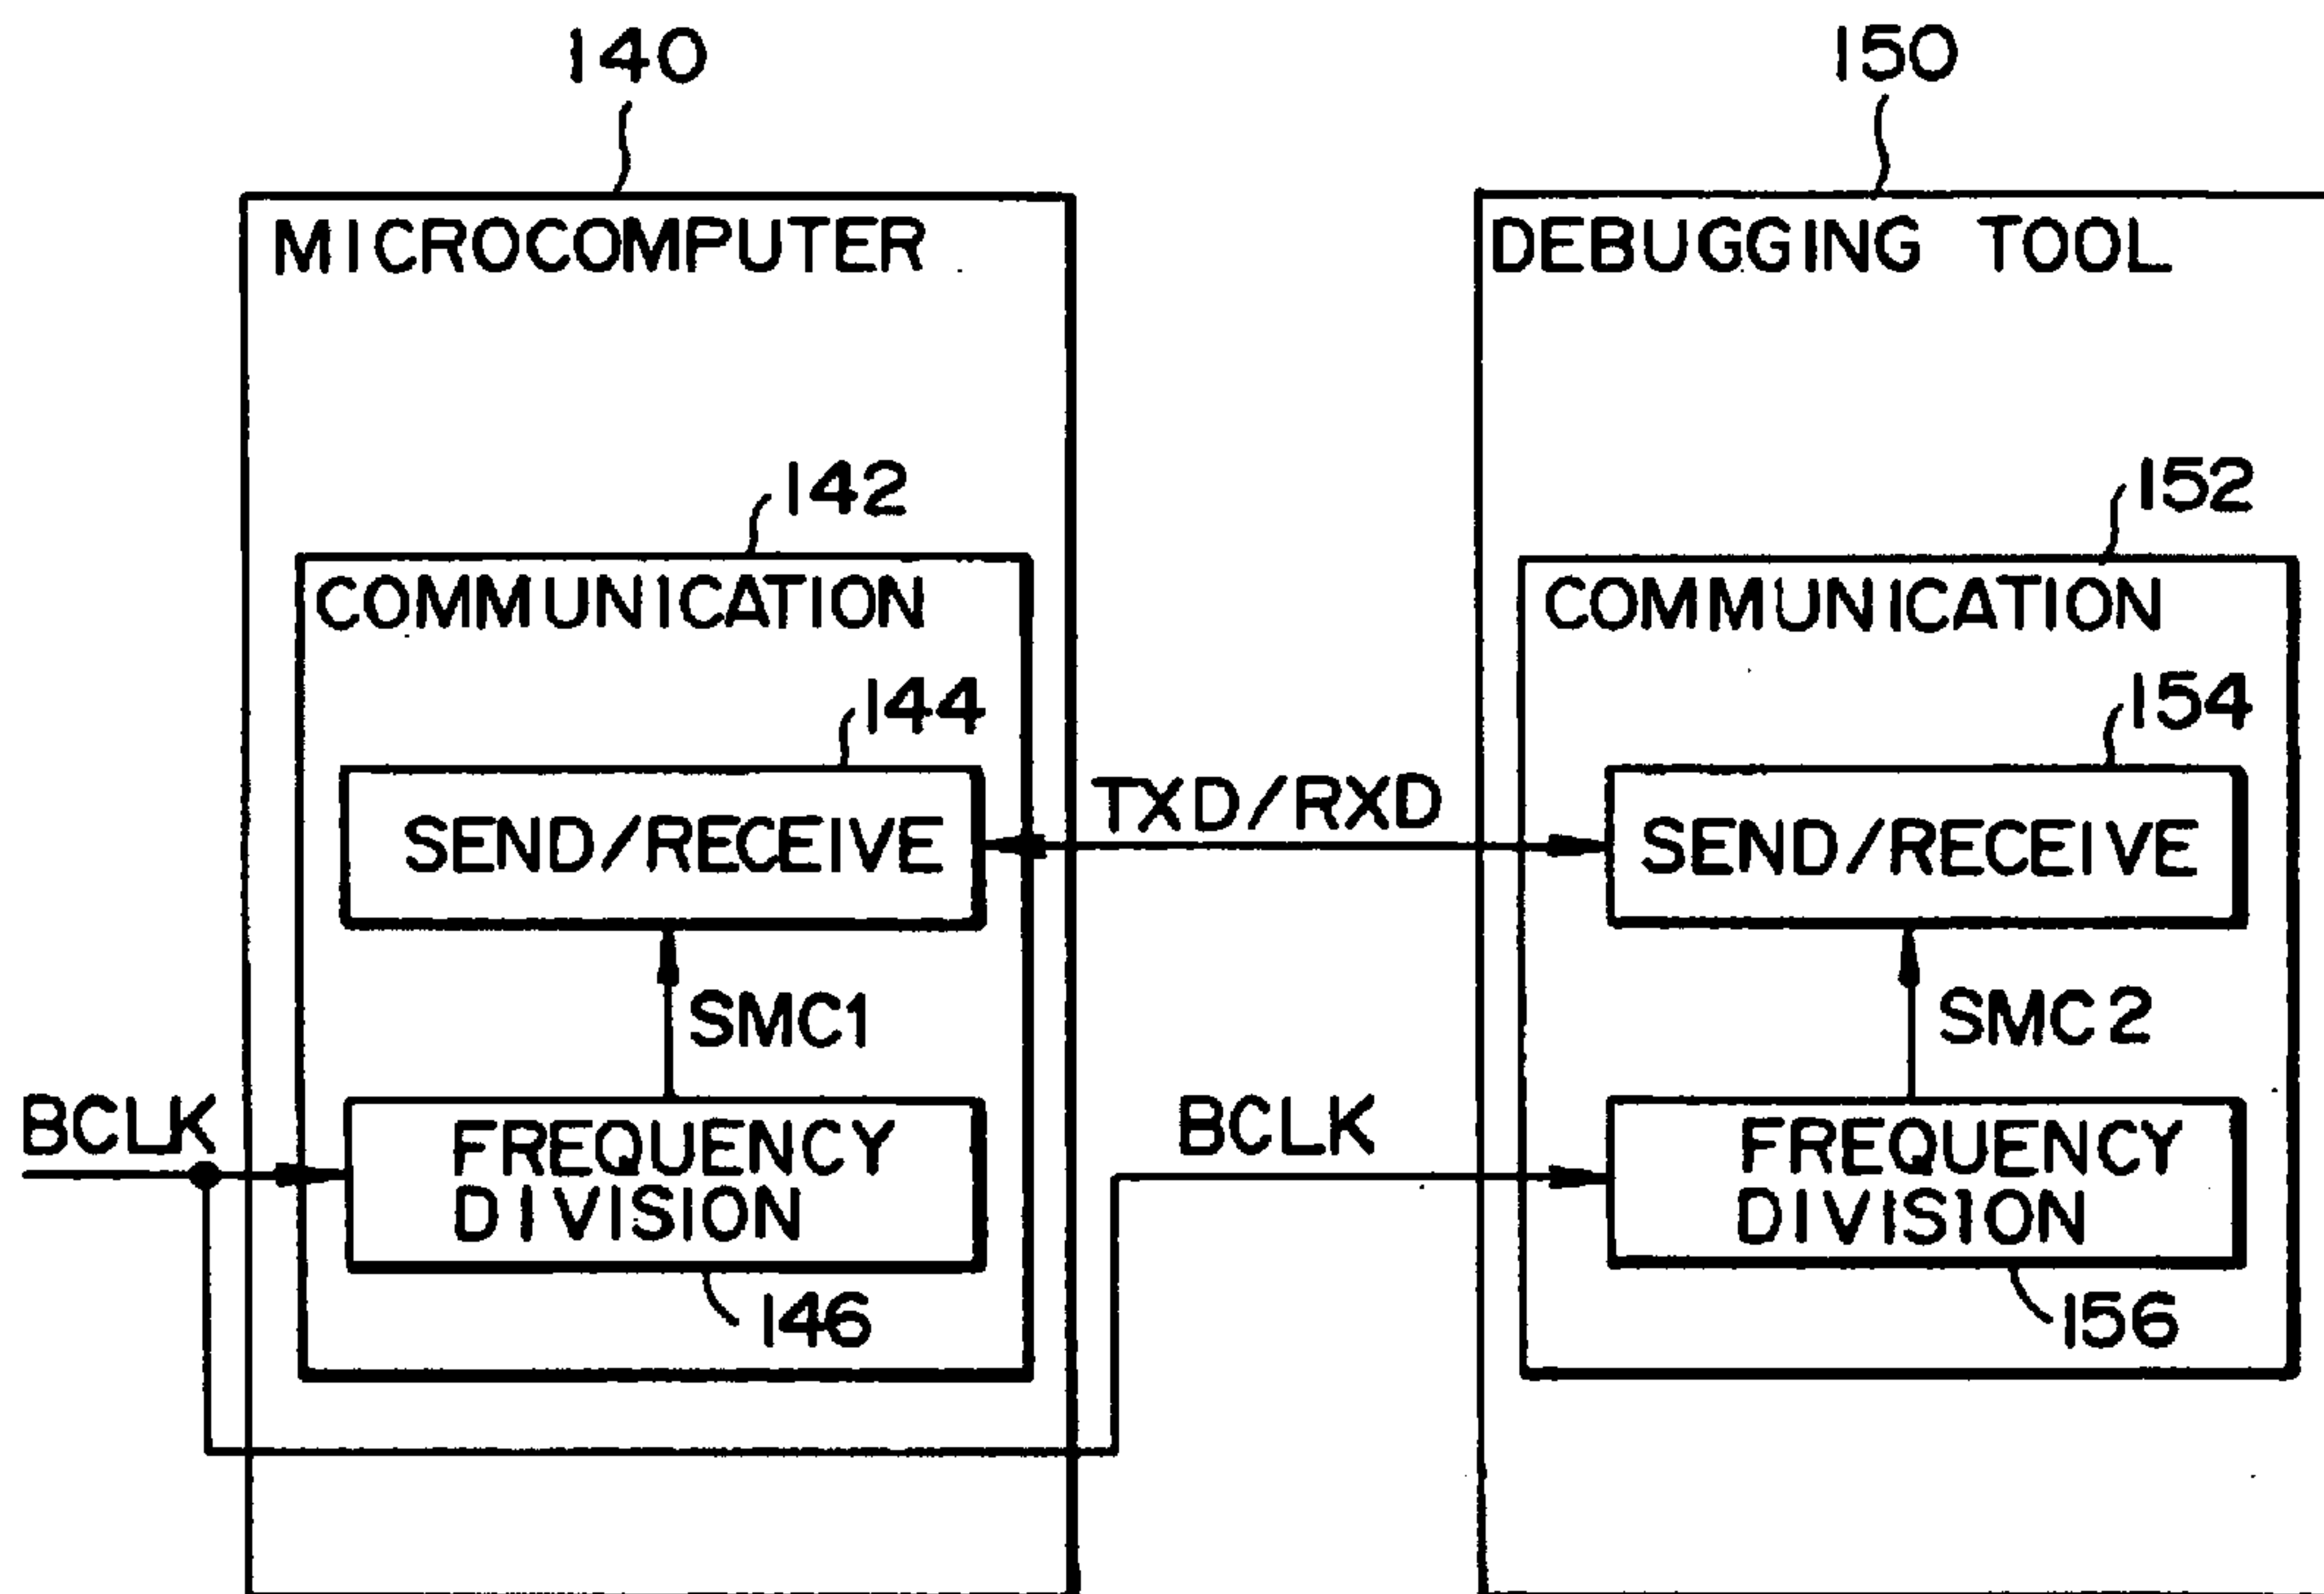 140
150
MICROCOMPUTER
DEBUGGING TOOL
142
152
COMMUNICATION
COMMUNICATION
144
154
TXD/RXD
SEND/RECEIVE
SEND/RECEIVE
SMC1
SMC2
BCLK
BCLK
FREQUENCY
DIVISION
FREQUENCY
DIVISION
146
156